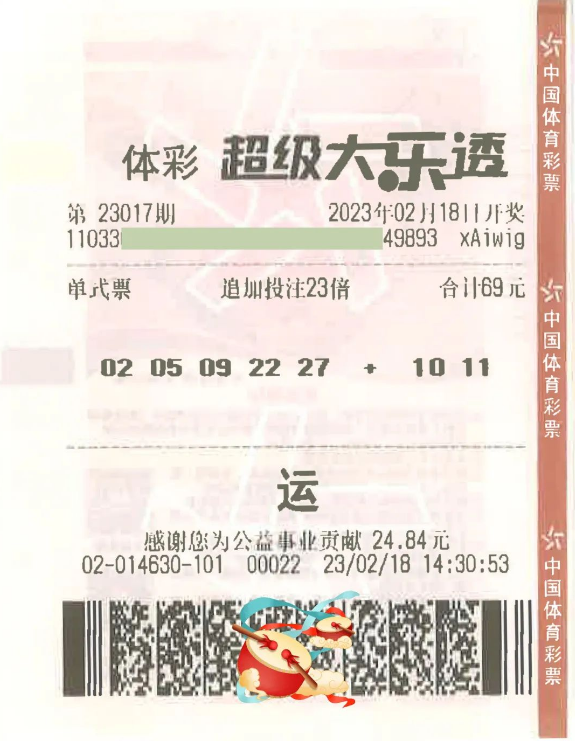 体彩 超级大乐透
第 23017期 2023年02月18日开奖
11033 49893 xAiwig
单式票 追加投注23倍 合计69元
02 05 09 22 27 + 10 11
运
感谢您为公益事业贡献 24.84元
02-014630-101 00022 23/02/18 14:30:53
中国体育彩票
中国体育彩票
中国体育彩票